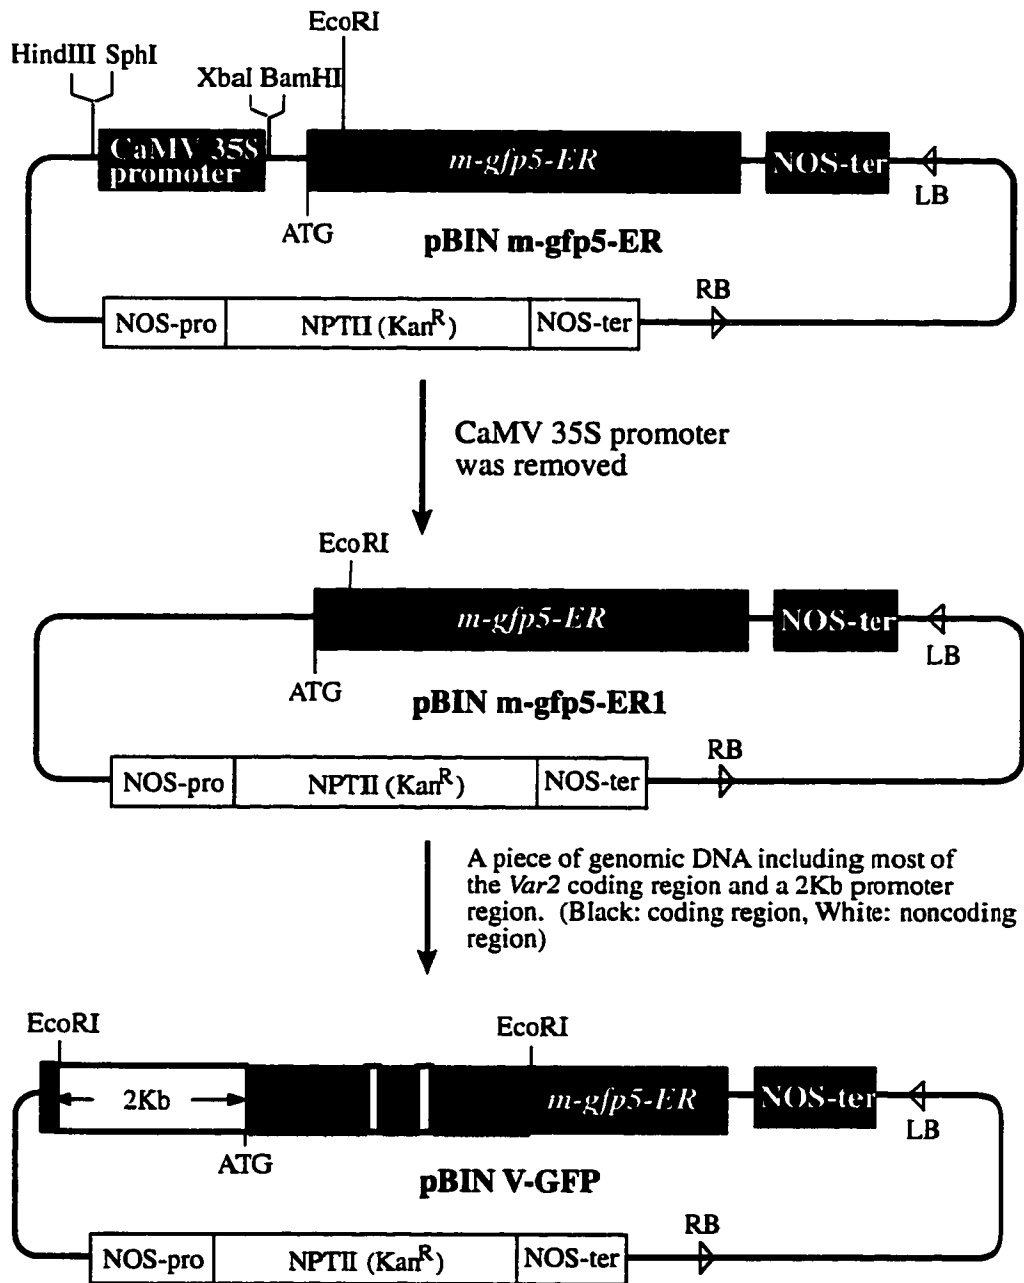 EcoRI
HindIII SphI
XbaI BamHI
CaMV 35S
promoter
m-gfp5-ER
NOS-ter
LB
ATG
pBIN m-gfp5-ER
RB
NOS-pro
NPTII (Kan^R)
NOS-ter
CaMV 35S promoter
was removed
EcoRI
m-gfp5-ER
NOS-ter
LB
ATG
pBIN m-gfp5-ER1
RB
NOS-pro
NPTII (Kan^R)
NOS-ter
A piece of genomic DNA including most of
the Var2 coding region and a 2Kb promoter
region. (Black: coding region, White: noncoding
region)
EcoRI
EcoRI
2Kb
m-gfp5-ER
NOS-ter
LB
ATG
pBIN V-GFP
RB
NOS-pro
NPTII (Kan^R)
NOS-ter